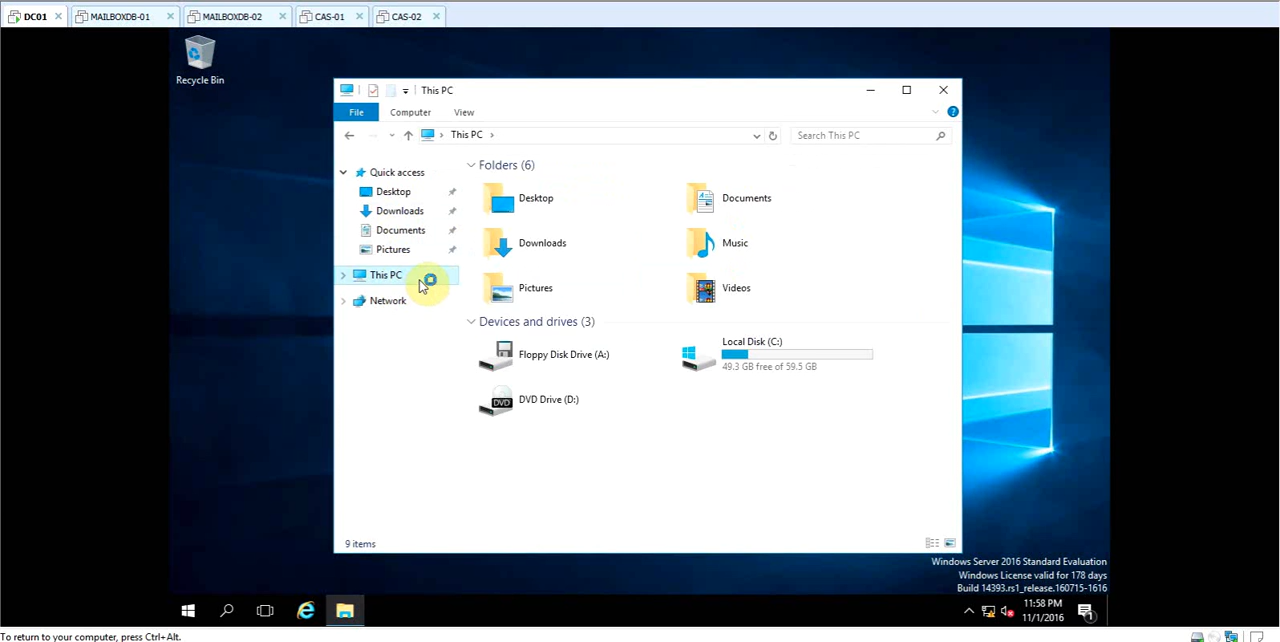 DC01 MAILBOXDB-01 MAILBOXDB-02 CAS-01 CAS-02
Recycle Bin
This PC
File Computer View
This PC
Search This PC
Quick access
Desktop
Downloads
Documents
Pictures
This PC
Network
Folders (6)
Desktop
Documents
Downloads
Music
Pictures
Videos
Devices and drives (3)
Floppy Disk Drive (A:)
Local Disk (C:)
49.3 GB free of 59.5 GB
DVD
DVD Drive (D:)
9 items
Windows Server 2016 Standard Evaluation
Windows License valid for 178 days
Build 14393.rs1_release.160715-1616
11:58 PM
11/1/2016
1
To return to your computer, press Ctrl+Alt.